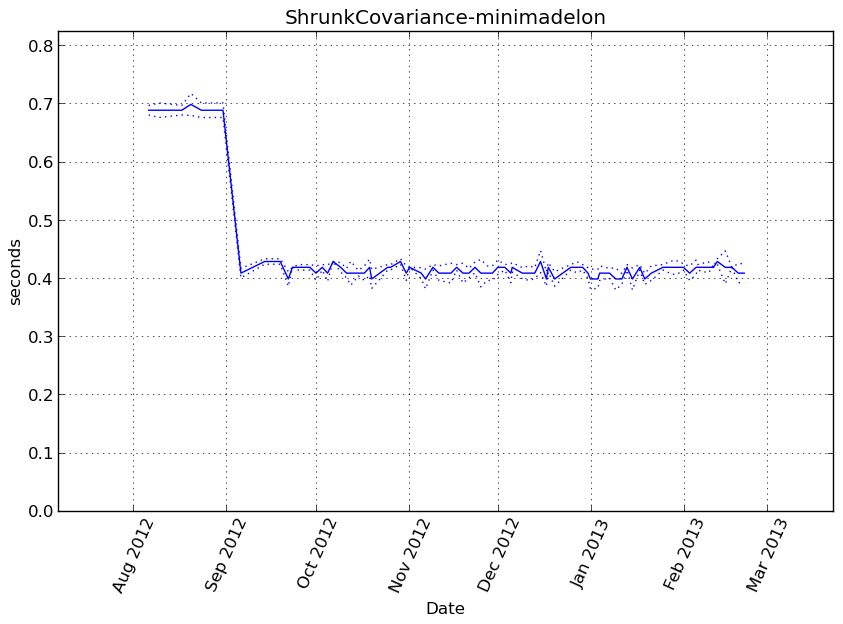 ShrunkCovariance-minimadelon
0.8
0.7
0.6
0.5
0.4
0.3
0.2
0.1
0.0
seconds
Aug 2012
Sep 2012
Oct 2012
Nov 2012
Dec 2012
Jan 2013
Feb 2013
Mar 2013
Date